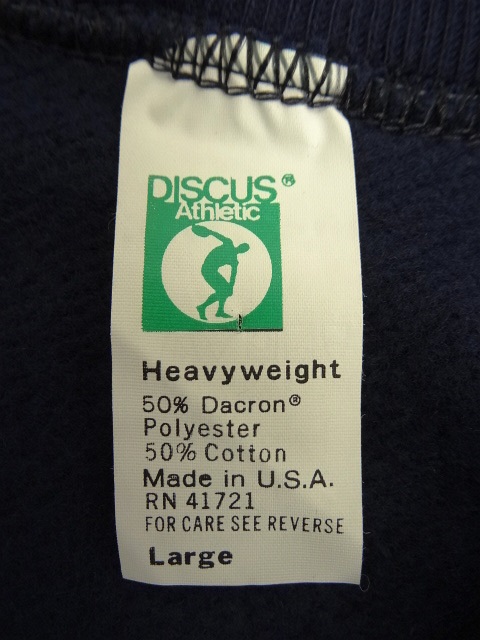 DISCUS®
Athletic
Heavyweight
50% Dacron®
Polyester
50% Cotton
Made in U.S.A.
RN 41721
FOR CARE SEE REVERSE
Large